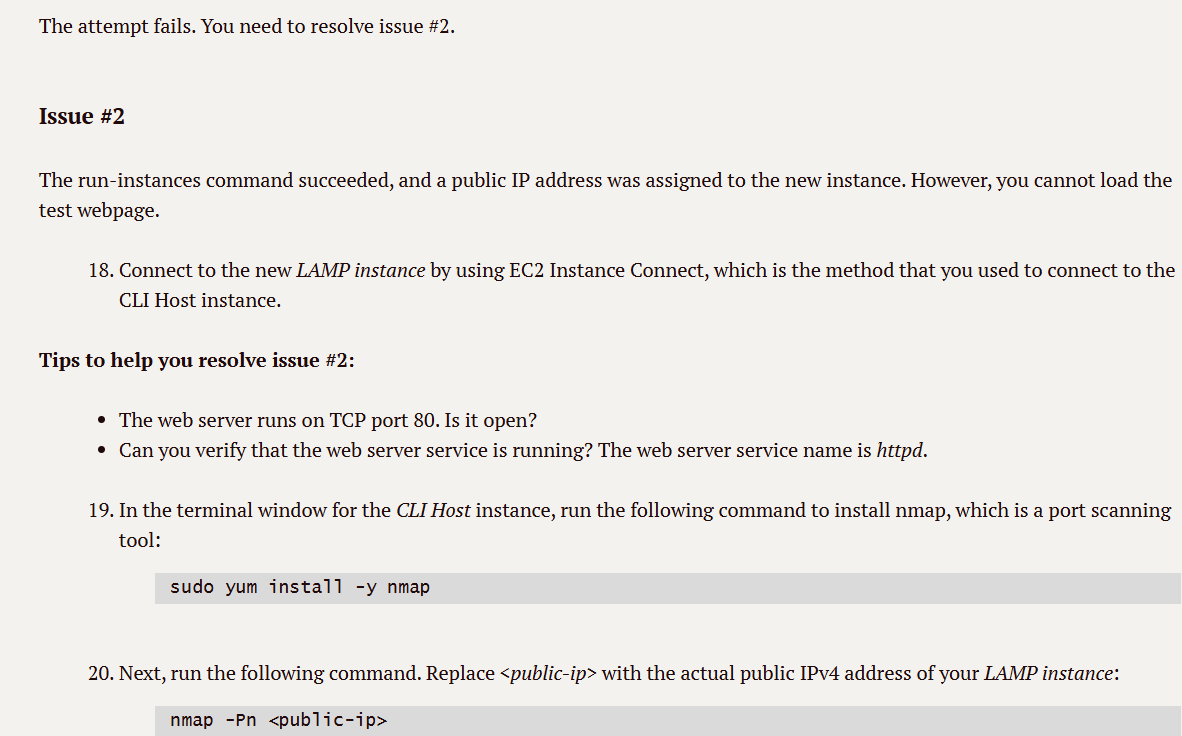 The attempt fails. You need to resolve issue #2.
Issue #2
The run-instances command succeeded, and a public IP address was assigned to the new instance. However, you cannot load the
test webpage.
18. Connect to the new LAMP instance by using EC2 Instance Connect, which is the method that you used to connect to the
CLI Host instance.
Tips to help you resolve issue #2:
• The web server runs on TCP port 80. Is it open?
• Can you verify that the web server service is running? The web server service name is httpd.
19. In the terminal window for the CLI Host instance, run the following command to install nmap, which is a port scanning
tool:
sudo yum install -y nmap
20. Next, run the following command. Replace <public-ip> with the actual public IPv4 address of your LAMP instance:
nmap -Pn <public-ip>